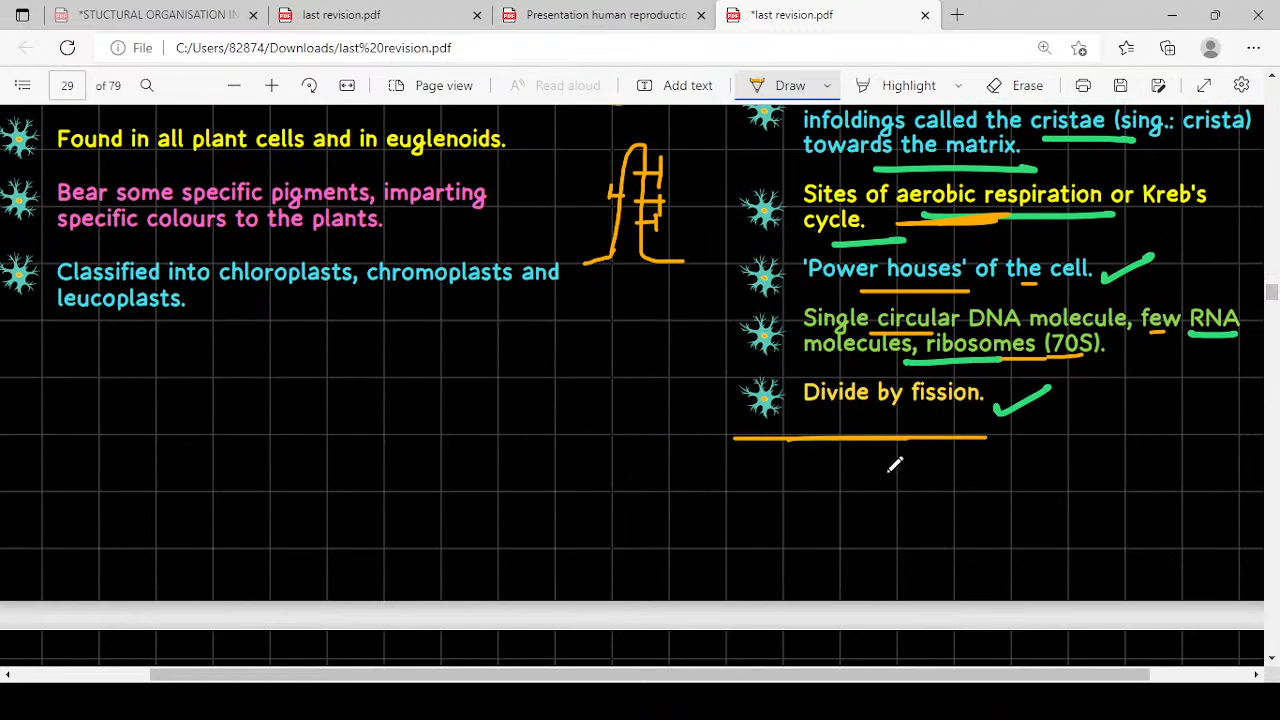 *STUCTURAL ORGANISATION IN
last revision.pdf
Presentation human reproductio
*last revision.pdf
File
C:/Users/82874/Downloads/last%20revision.pdf
29 of 79
Page view
Read aloud
Add text
Draw
Highlight
Erase
Found in all plant cells and in euglenoids.
Bear some specific pigments, imparting
specific colours to the plants.
Classified into chloroplasts, chromoplasts and
leucoplasts.
infoldings called the cristae (sing.: crista)
towards the matrix.
Sites of aerobic respiration or Kreb's
cycle.
'Power houses' of the cell.
Single circular DNA molecule, few RNA
molecules, ribosomes (70S).
Divide by fission.